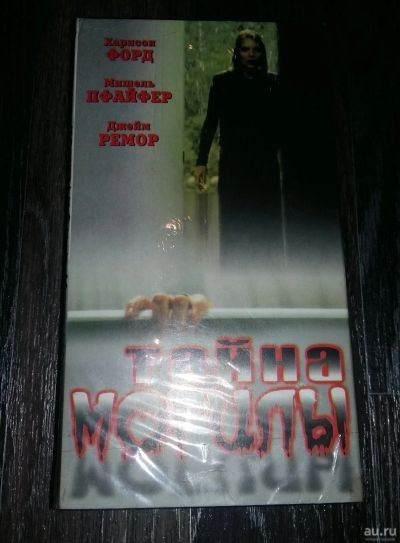 Харисон
ФОРД
Мишель
ПФАЙФЕР
Джейм
РЕМОР
тайна
МОГИЛЫ
au.ru